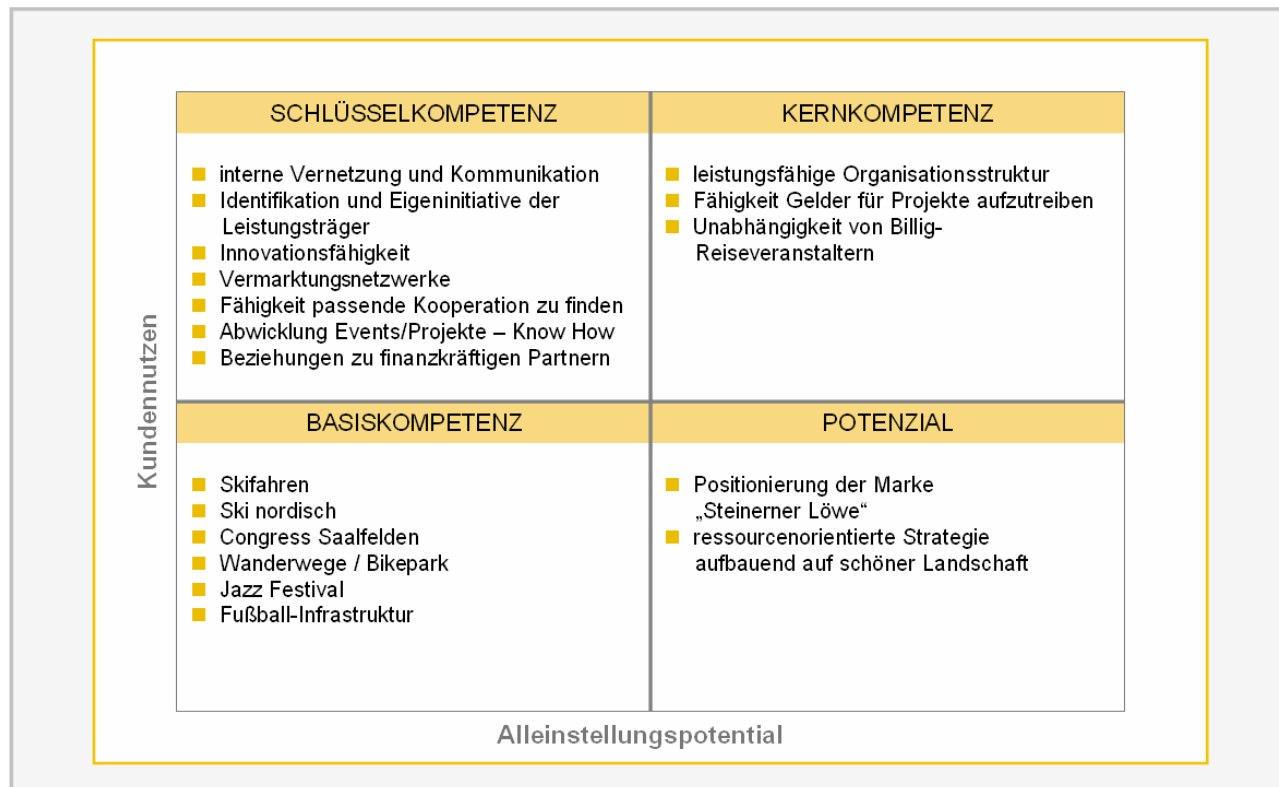 SCHLÜSSELKOMPETENZ
interne Vernetzung und Kommunikation
Identifikation und Eigeninitiative der
Leistungsträger
Innovationsfähigkeit
Vermarktungsnetzwerke
Fähigkeit passende Kooperation zu finden
Abwicklung Events/Projekte – Know How
Beziehungen zu finanzkräftigen Partnern
KERNKOMPETENZ
leistungsfähige Organisationsstruktur
Fähigkeit Gelder für Projekte aufzutreiben
Unabhängigkeit von Billig-
Reiseveranstaltern
BASISKOMPETENZ
Skifahren
Ski nordisch
Congress Saalfelden
Wanderwege / Bikepark
Jazz Festival
Fußball-Infrastruktur
POTENZIAL
Positionierung der Marke
„Steinerner Löwe“
ressourcenorientierte Strategie
aufbauend auf schöner Landschaft
Kundennutzen
Alleinstellungspotential